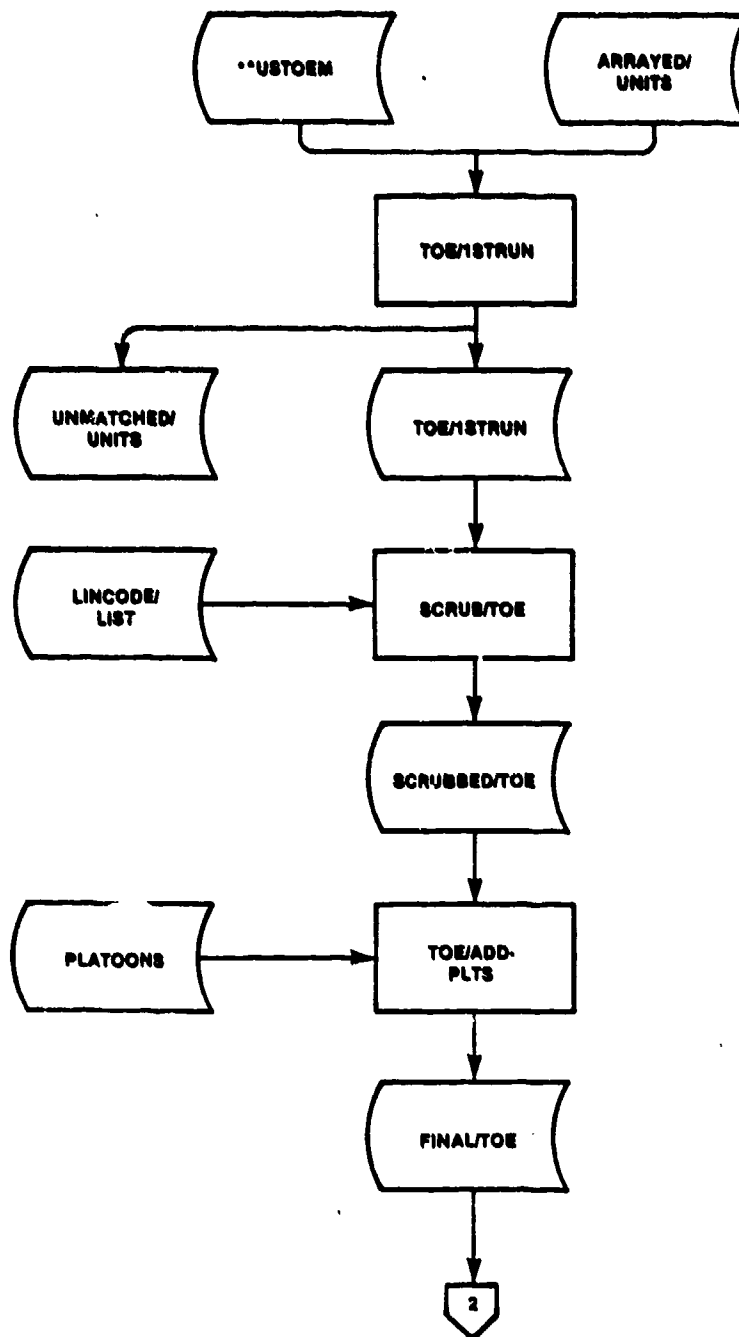 **USTOEM
ARRAYED/
UNITS
TOE/1STRUN
UNMATCHED/
UNITS
TOE/1STRUN
LINCODE/
LIST
SCRUB/TOE
SCRUBBED/TOE
PLATOONS
TOE/ADD-
PLTS
FINAL/TOE
2